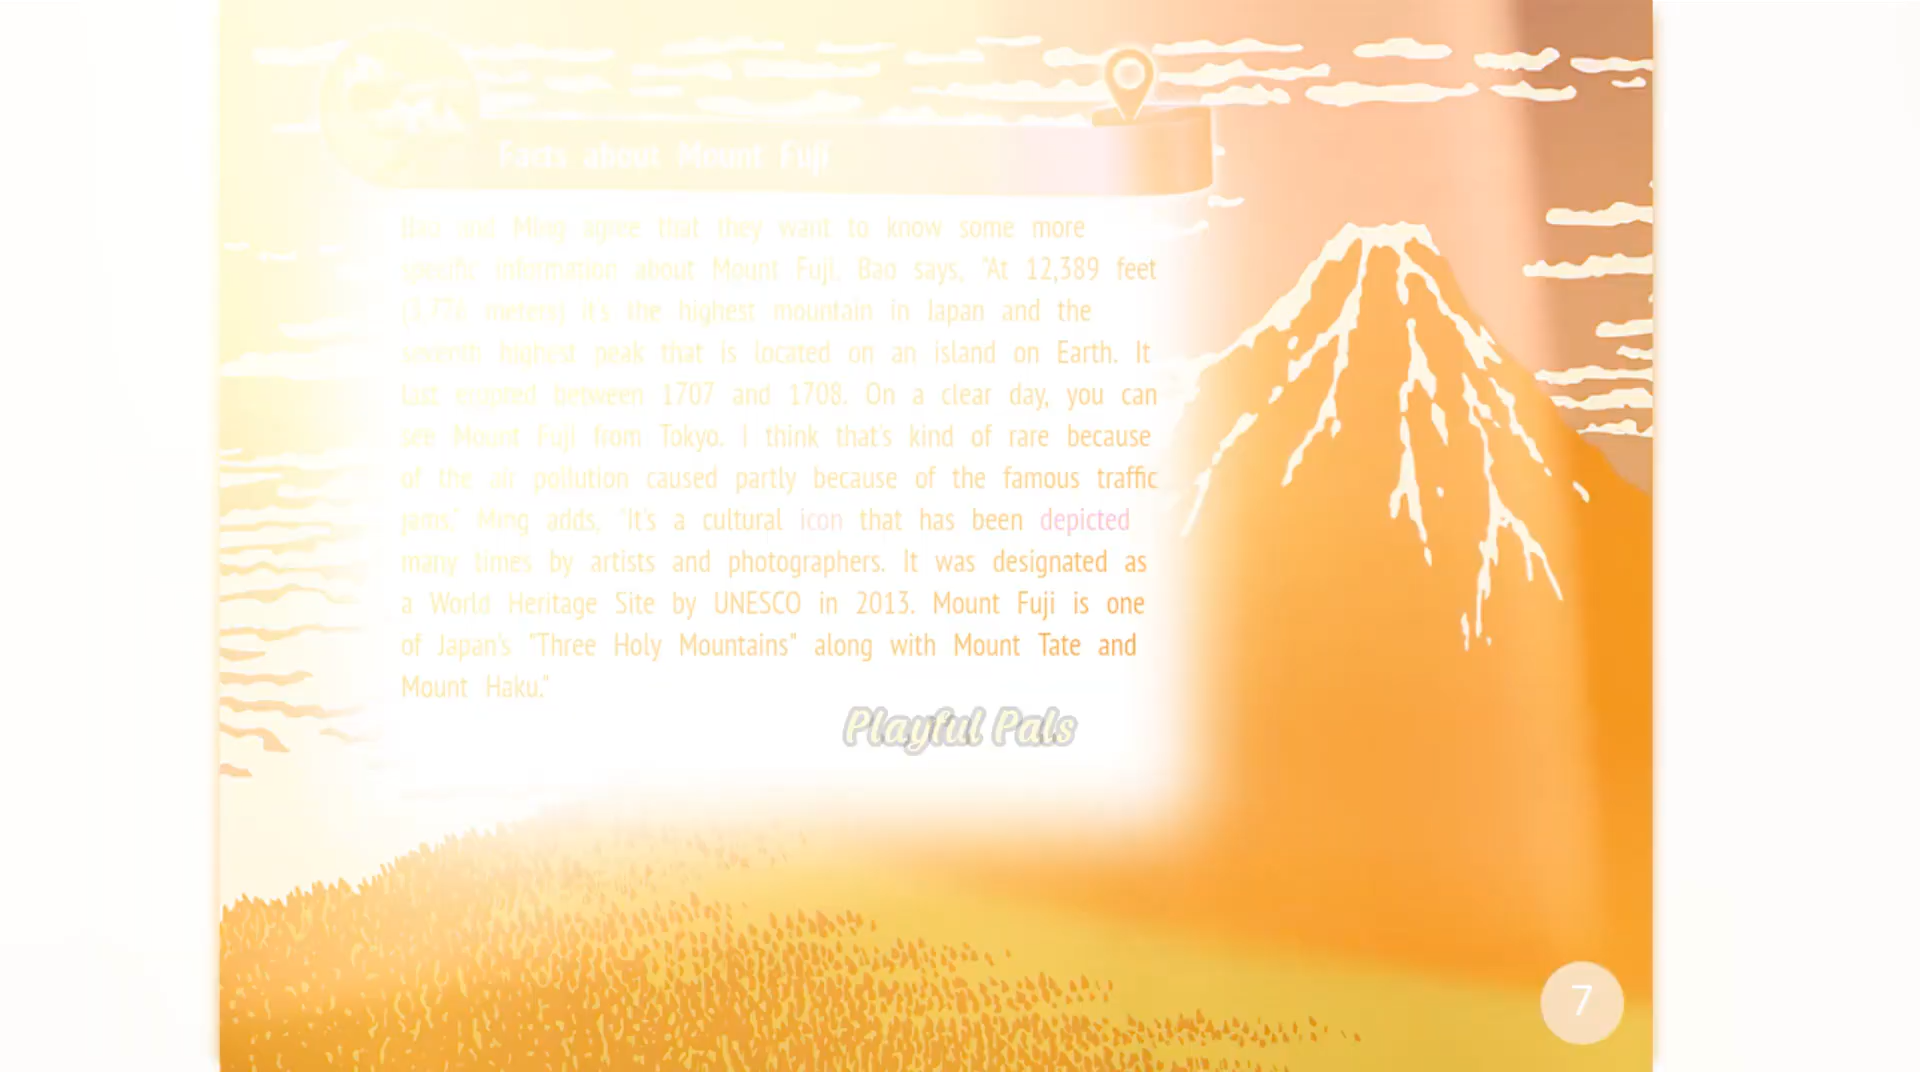 Facts about Mount Fuji
Bao and Ming agree that they want to know some more
specific information about Mount Fuji. Bao says, "At 12,389 feet
(3,776 meters) it's the highest mountain in Japan and the
seventh highest peak that is located on an island on Earth. It
last erupted between 1707 and 1708. On a clear day, you can
see Mount Fuji from Tokyo. I think that's kind of rare because
of the air pollution caused partly because of the famous traffic
jams." Ming adds, "It's a cultural icon that has been depicted
many times by artists and photographers. It was designated as
a World Heritage Site by UNESCO in 2013. Mount Fuji is one
of Japan's "Three Holy Mountains" along with Mount Tate and
Mount Haku."
Playful Pals
7